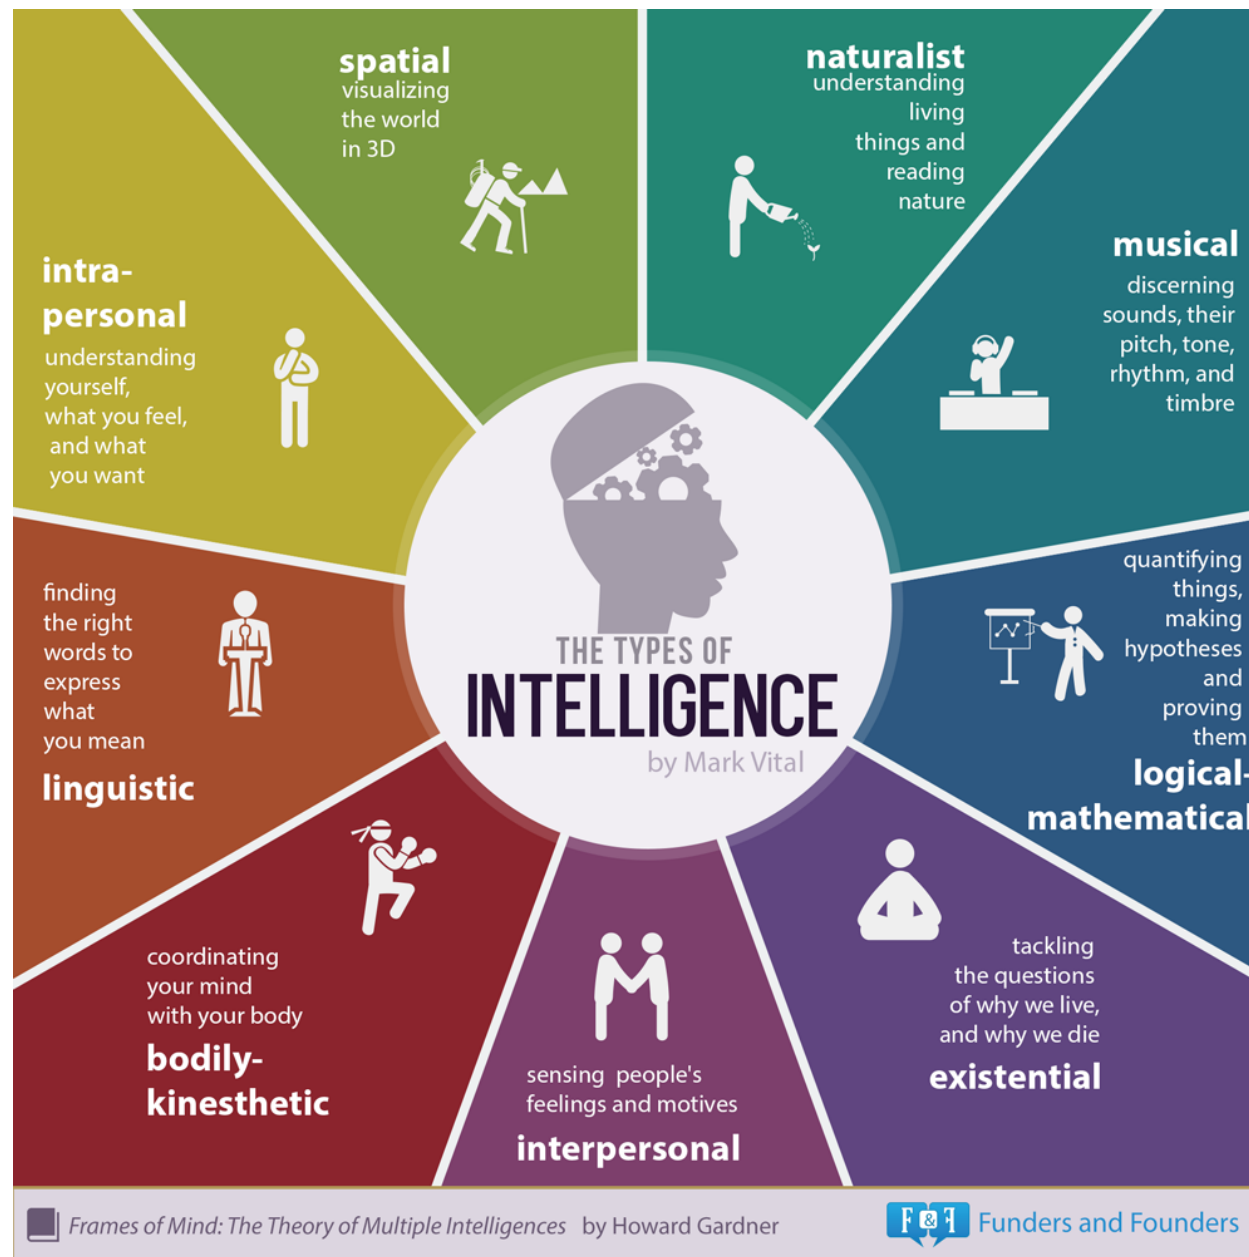 spatial
visualizing
the world
in 3D
naturalist
understanding
living
things and
reading
nature
musical
discerning
sounds, their
pitch, tone,
rhythm, and
timbre
intra-
personal
understanding
yourself,
what you feel,
and what
you want
finding
the right
words to
express
what
you mean
linguistic
THE TYPES OF
INTELLIGENCE
by Mark Vital
quantifying
things,
making
hypotheses
and
proving
them
logical-
mathematical
coordinating
your mind
with your body
bodily-
kinesthetic
sensing people's
feelings and motives
interpersonal
tackling
the questions
of why we live,
and why we die
existential
Frames of Mind: The Theory of Multiple Intelligences by Howard Gardner
F & F Funders and Founders